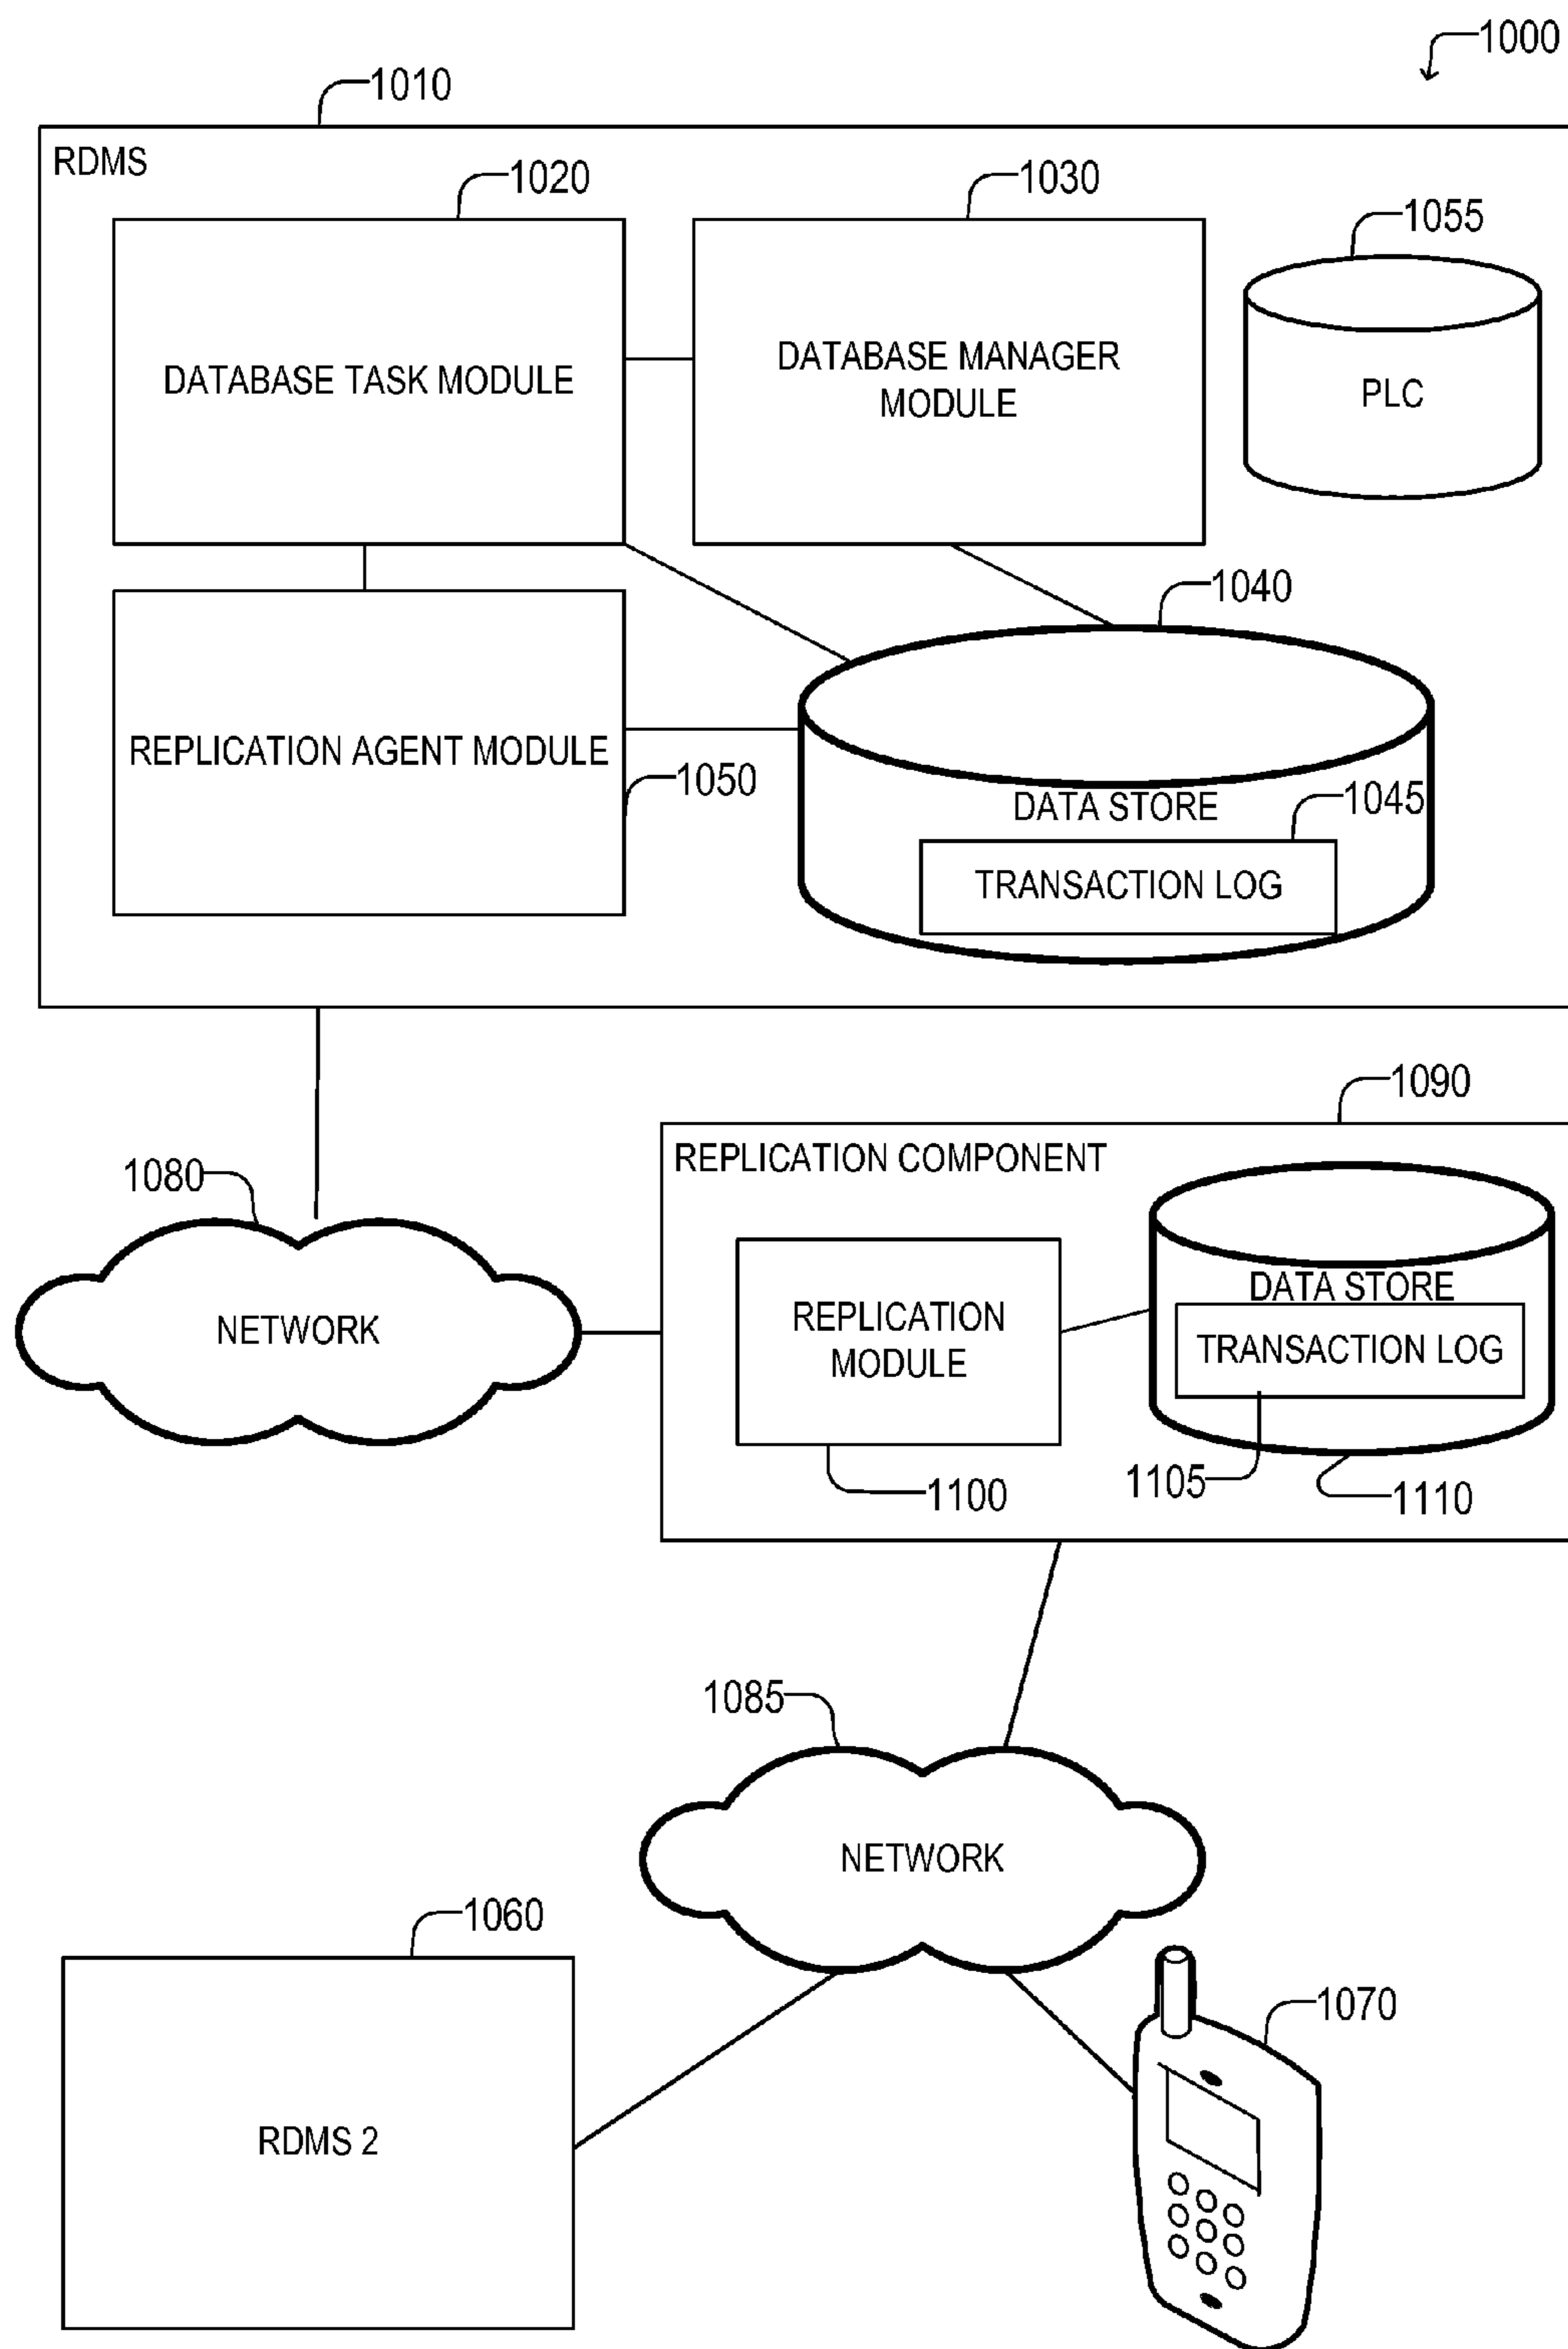 1000
1010
RDMS
1020
1030
1055
DATABASE TASK MODULE
DATABASE MANAGER
MODULE
PLC
1040
REPLICATION AGENT MODULE
1050
DATA STORE
1045
TRANSACTION LOG
1090
REPLICATION COMPONENT
1080
NETWORK
REPLICATION
MODULE
DATA STORE
TRANSACTION LOG
1100
1105
1110
1085
NETWORK
1060
RDMS 2
1070